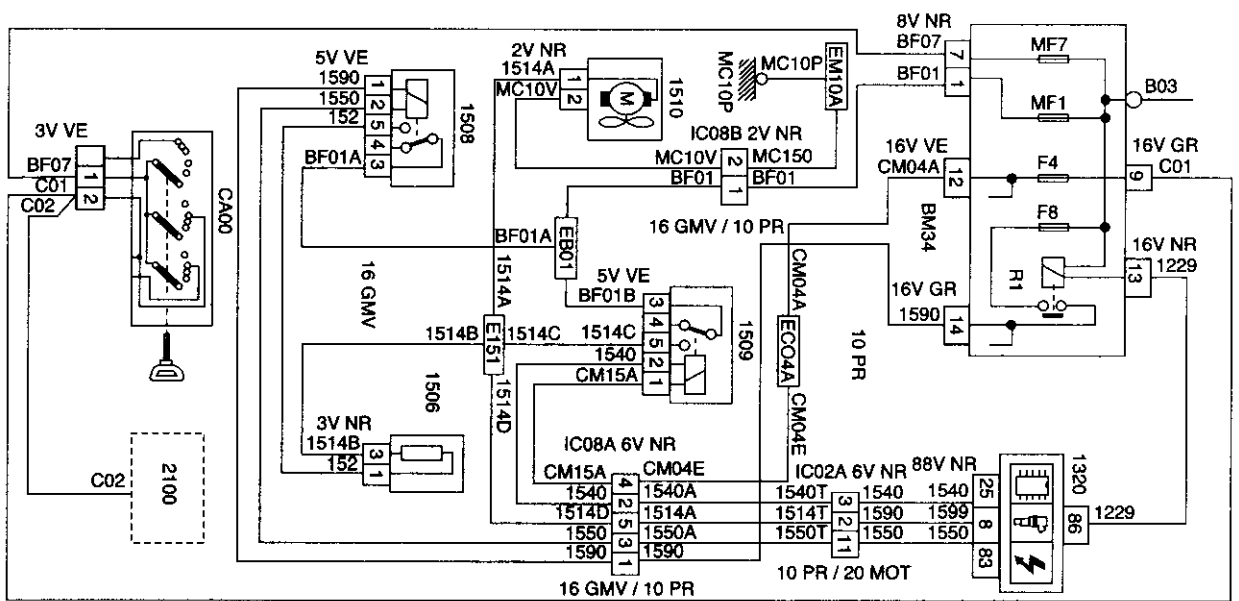 8V NR
BF07
7
MF7
B03
BF01
1
MF1
5V VE
1590
1
1550
2
152
5
4
BF01A
3
1508
2V NR
1514A
1
MC10V
2
M
1510
MC10P
MC10P
EM10A
IC08B 2V NR
MC10V
2
MC150
BF01
1
BF01
16 GMV / 10 PR
16V VE
CM04A
12
F4
16V GR
9
C01
BM34
F8
16V NR
13
1229
R1
16V GR
1590
14
3V VE
BF07
1
C01
2
C02
CA00
BF01A
EB01
16 GMV
1514A
5V VE
BF01B
3
4
1514B
E151
1514C
1514C
5
1540
2
CM15A
1
1509
1514D
CM04A
ECO4A
CM04E
10 PR
1506
3V NR
1514B
3
152
1
C02
2100
IC08A 6V NR
CM15A
4
CM04E
1540
2
1540A
1514D
5
1514A
1550
3
1550A
1590
1
1590
16 GMV / 10 PR
IC02A 6V NR
1540T
3
1540
1514T
2
1590
1550T
11
1550
10 PR / 20 MOT
88V NR
1540
25
1599
8
1550
83
1320
86
1229